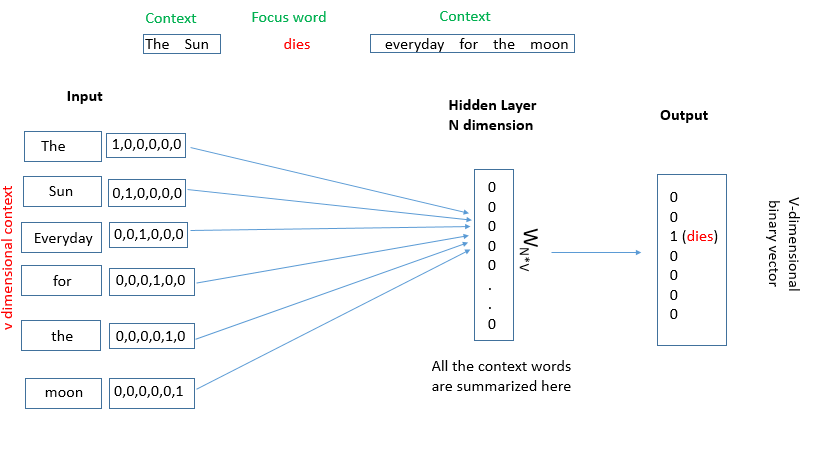 Context
Focus word
Context
The Sun
dies
everyday for the moon
Input
Hidden Layer
N dimension
Output
v dimensional context
The
1,0,0,0,0,0
Sun
0,1,0,0,0,0
Everyday
0,0,1,0,0,0
for
0,0,0,1,0,0
the
0,0,0,0,1,0
moon
0,0,0,0,0,1
0
0
0
0
0
.
.
0
W N*V
All the context words
are summarized here
0
0
1 (dies)
0
0
0
0
V-dimensional
binary vector